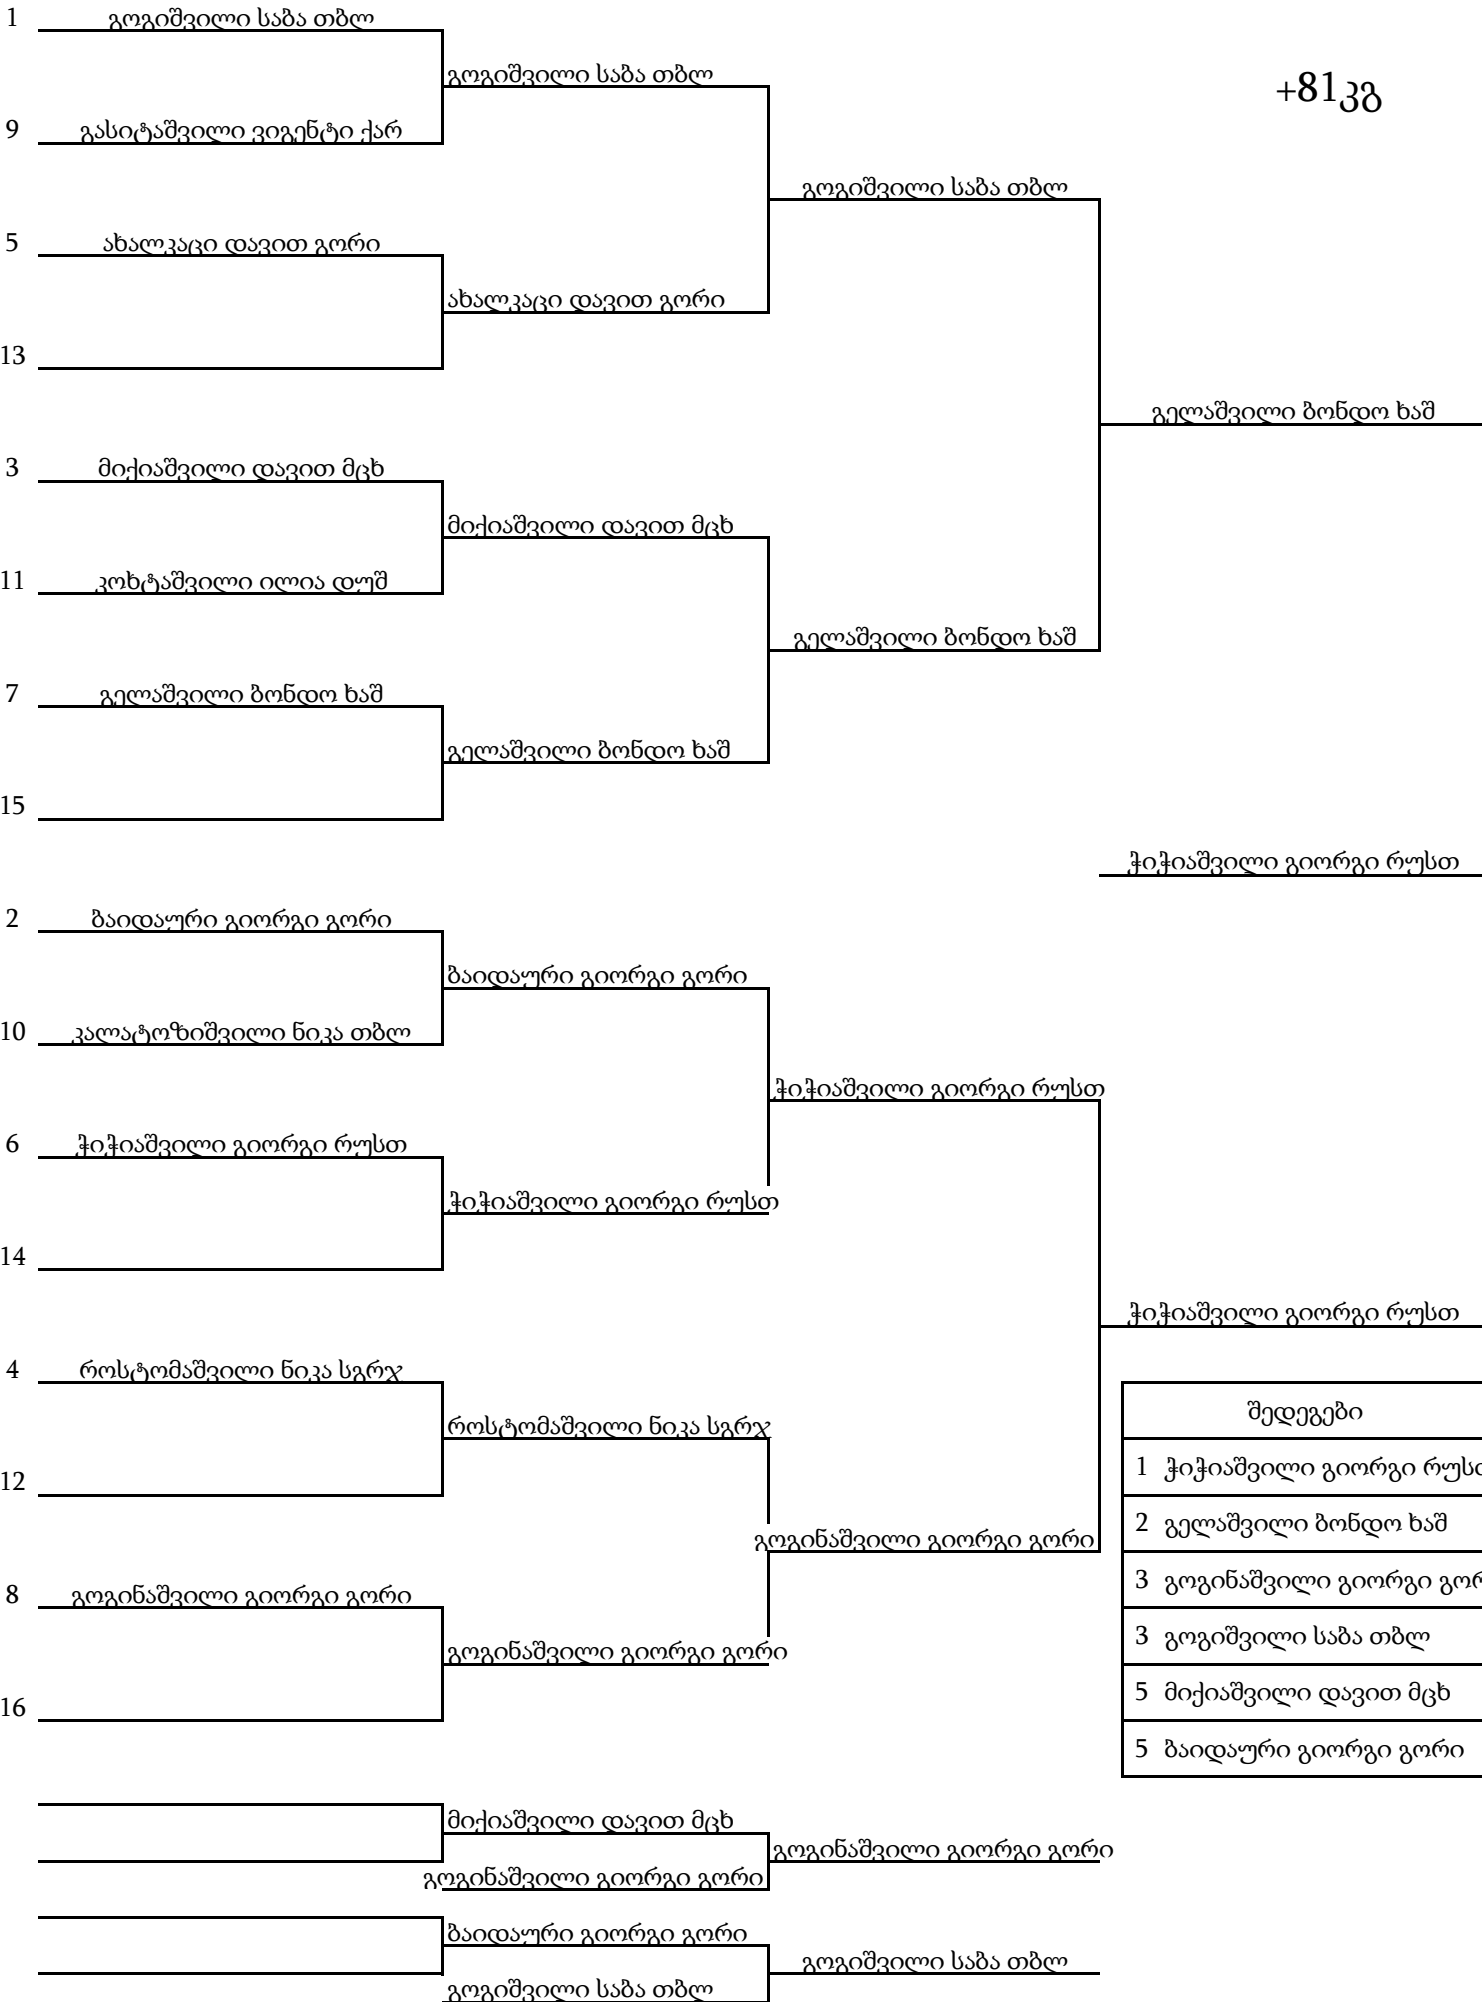 1 გოგიშვილი საბა თბლ
გოგიშვილი საბა თბლ
+81კგ
9 გასიტაშვილი ვიგენტი ქარ
გოგიშვილი საბა თბლ
5 ახალკაცი დავით გორი
ახალკაცი დავით გორი
13
გელაშვილი ბონდო ხაშ
3 მიქიაშვილი დავით მცხ
მიქიაშვილი დავით მცხ
11 კოხტაშვილი ილია დუშ
გელაშვილი ბონდო ხაშ
7 გელაშვილი ბონდო ხაშ
გელაშვილი ბონდო ხაშ
15
ჭიჭიაშვილი გიორგი რუსთ
2 ბაიდაური გიორგი გორი
ბაიდაური გიორგი გორი
10 კალატოზიშვილი ნიკა თბლ
ჭიჭიაშვილი გიორგი რუსთ
6 ჭიჭიაშვილი გიორგი რუსთ
ჭიჭიაშვილი გიორგი რუსთ
14
ჭიჭიაშვილი გიორგი რუსთ
4 როსტომაშვილი ნიკა სგრჯ
შედეგები
როსტომაშვილი ნიკა სგრჯ
1 ჭიჭიაშვილი გიორგი
12
2 გელაშვილი ბონდო ხაშ
გოგინაშვილი გიორგი გორი
3 გოგინაშვილი გიორგი
8 გოგინაშვილი გიორგი გორი
3 გოგიშვილი საბა თბლ
გოგინაშვილი გიორგი გორი
5 მიქიაშვილი დავით მცხ
16
5 ბაიდაური გიორგი გორი
მიქიაშვილი დავით მცხ
გოგინაშვილი გიორგი გორი
გოგინაშვილი გიორგი გორი
ბაიდაური გიორგი გორი
გოგიშვილი საბა თბლ
გოგიშვილი საბა თბლ